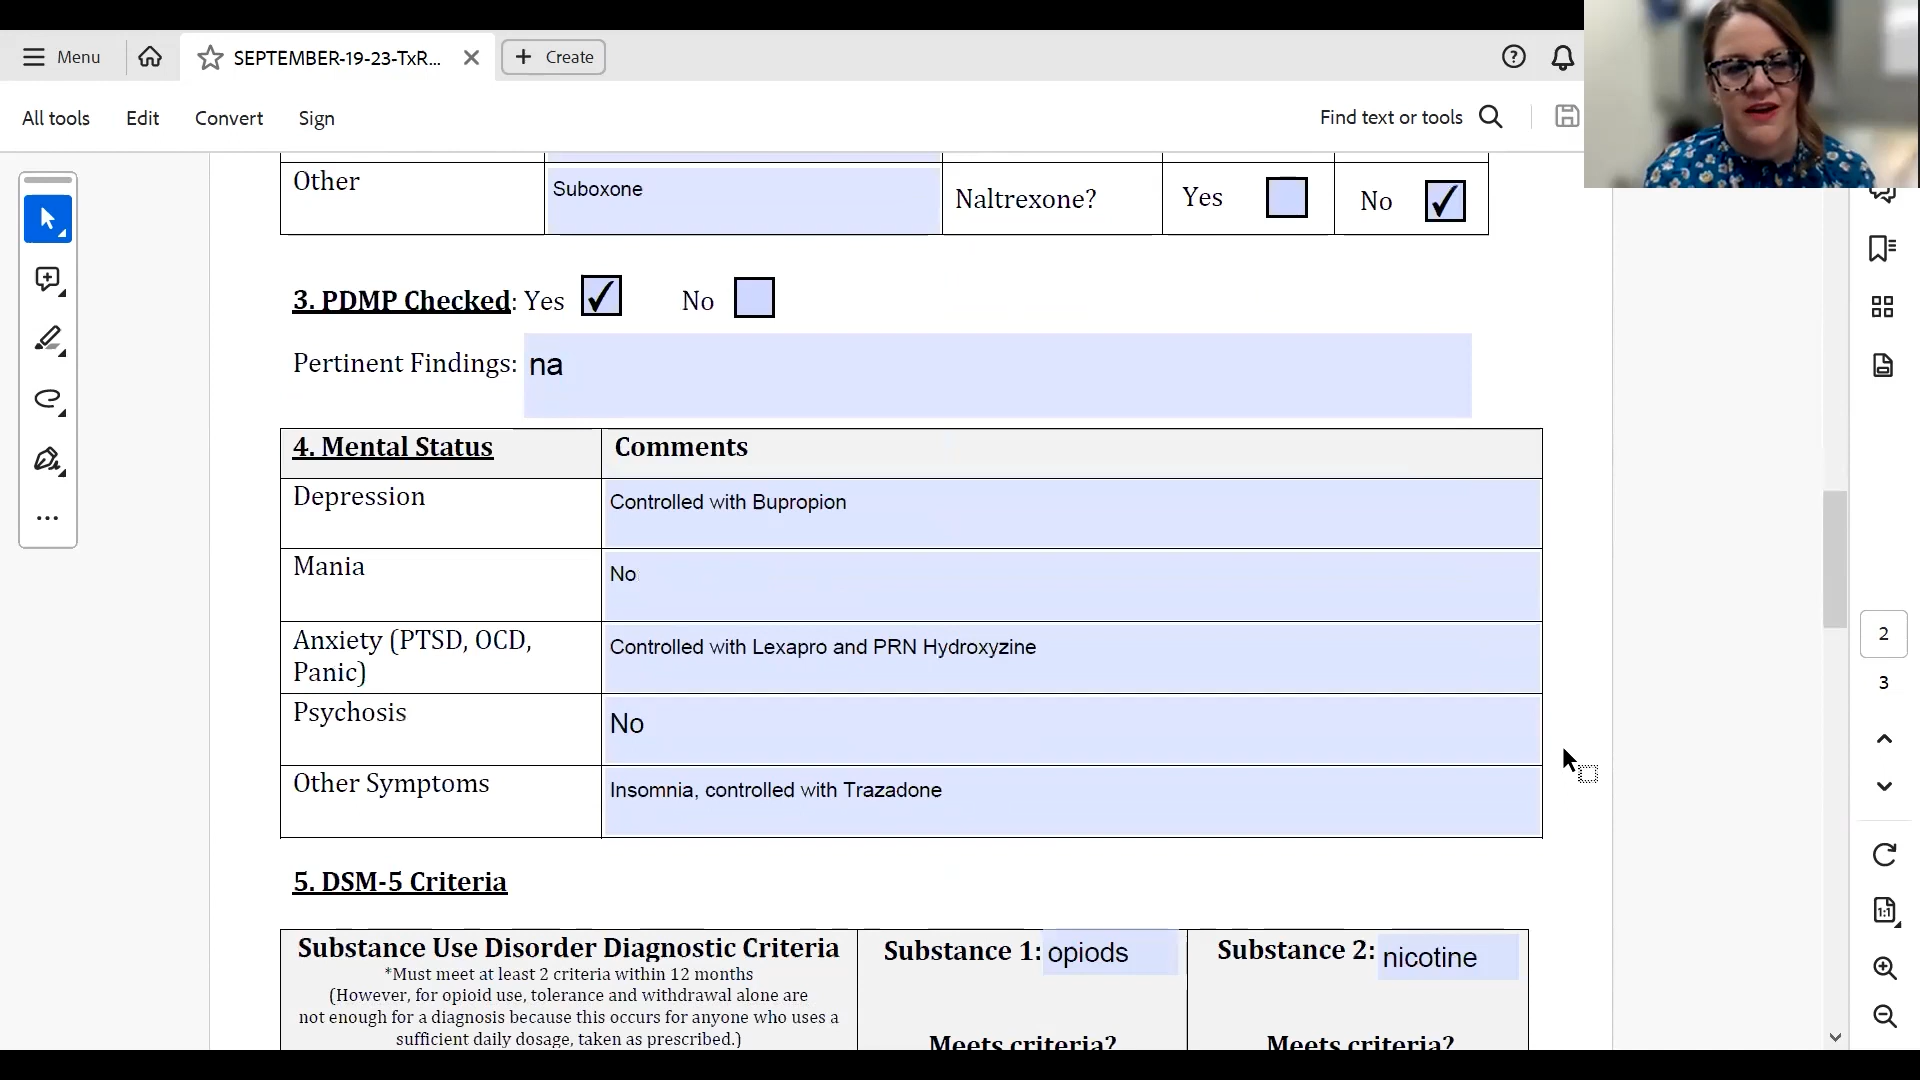 Menu
SEPTEMBER-19-23-TxR...
Create
All tools
Edit
Convert
Sign
Find text or tools
Other
Suboxone
Naltrexone?
Yes
No
3. PDMP Checked: Yes
No
Pertinent Findings: na
4. Mental Status
Comments
Depression
Controlled with Bupropion
Mania
No
Anxiety (PTSD, OCD,
Panic)
Controlled with Lexapro and PRN Hydroxyzine
Psychosis
No
Other Symptoms
Insomnia, controlled with Trazadone
5. DSM-5 Criteria
Substance Use Disorder Diagnostic Criteria
*Must meet at least 2 criteria within 12 months
(However, for opioid use, tolerance and withdrawal alone are
not enough for a diagnosis because this occurs for anyone who uses a
sufficient daily dosage, taken as prescribed.)
Substance 1: opiods
Meets criteria?
Substance 2: nicotine
Meets criteria?
2
3
1:1